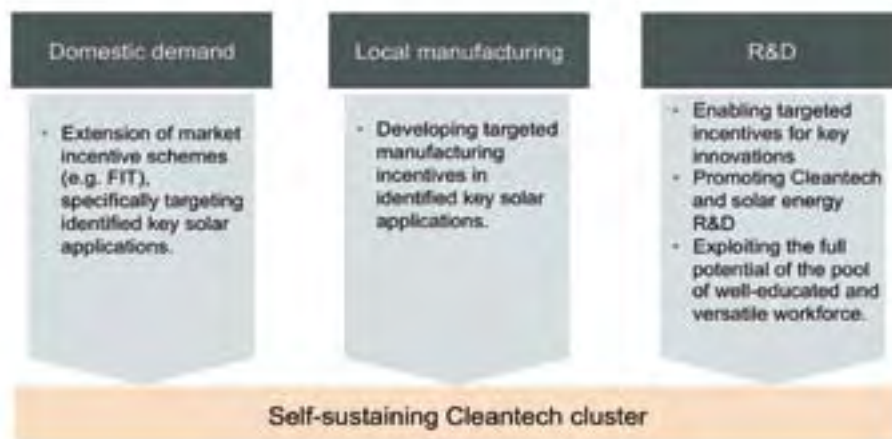 Domestic demand
· Extension of market
incentive schemes
(e.g. FIT),
specifically targeting
identified key solar
applications.
Local manufacturing
· Developing targeted
manufacturing
incentives in
identified key solar
applications.
R&D
· Enabling targeted
incentives for key
innovations
· Promoting Cleantech
and solar energy
R&D
· Exploiting the full
potential of the pool
of well-educated and
versatile workforce.
Self-sustaining Cleantech cluster